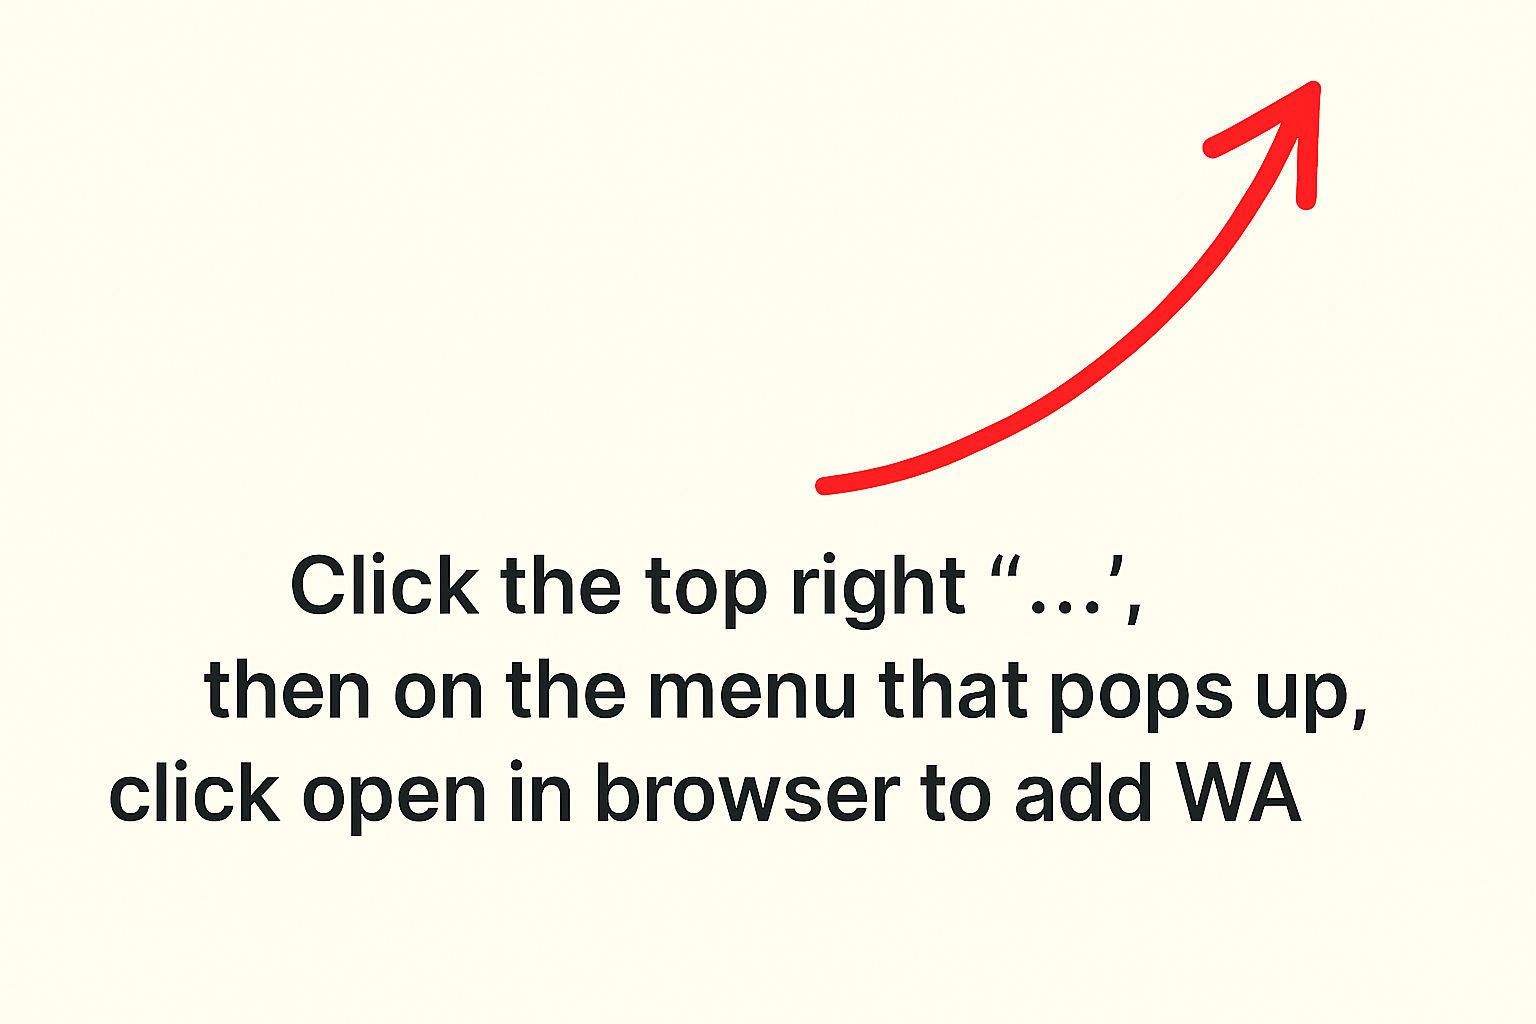 Click the top right “...’,
then on the menu that pops up,
click open in browser to add WA